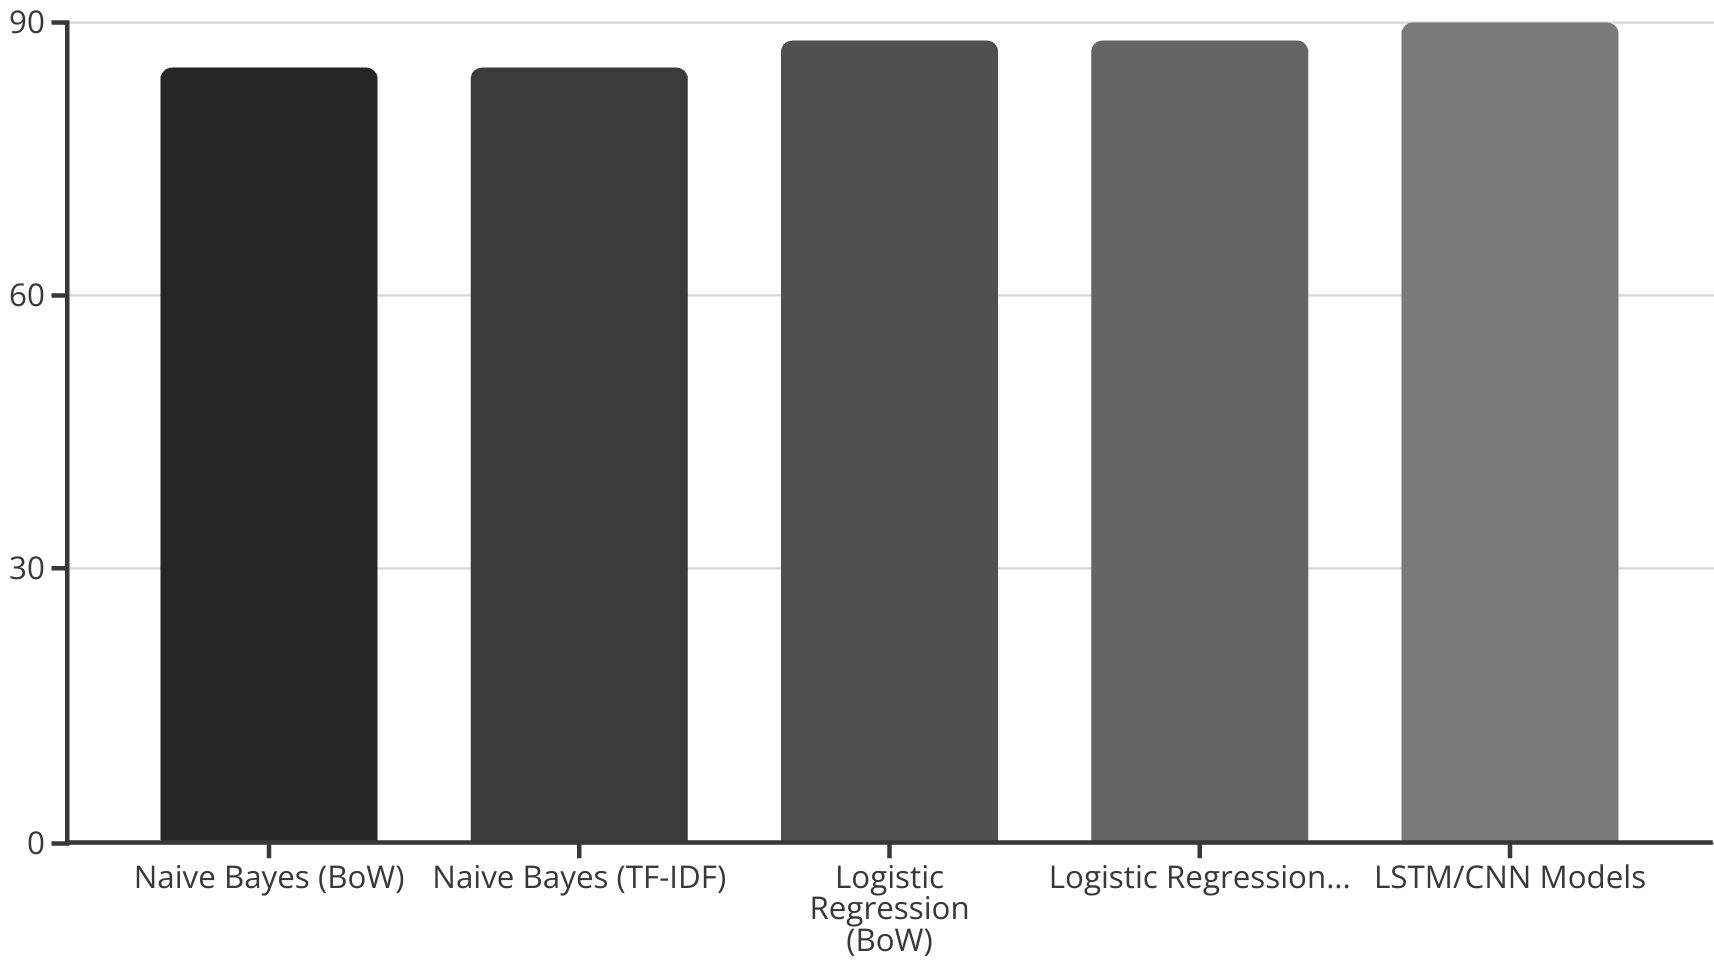 90
60
30
0
Naive Bayes (BoW)
Naive Bayes (TF-IDF)
Logistic
Regression
(BoW)
Logistic Regression...
LSTM/CNN Models